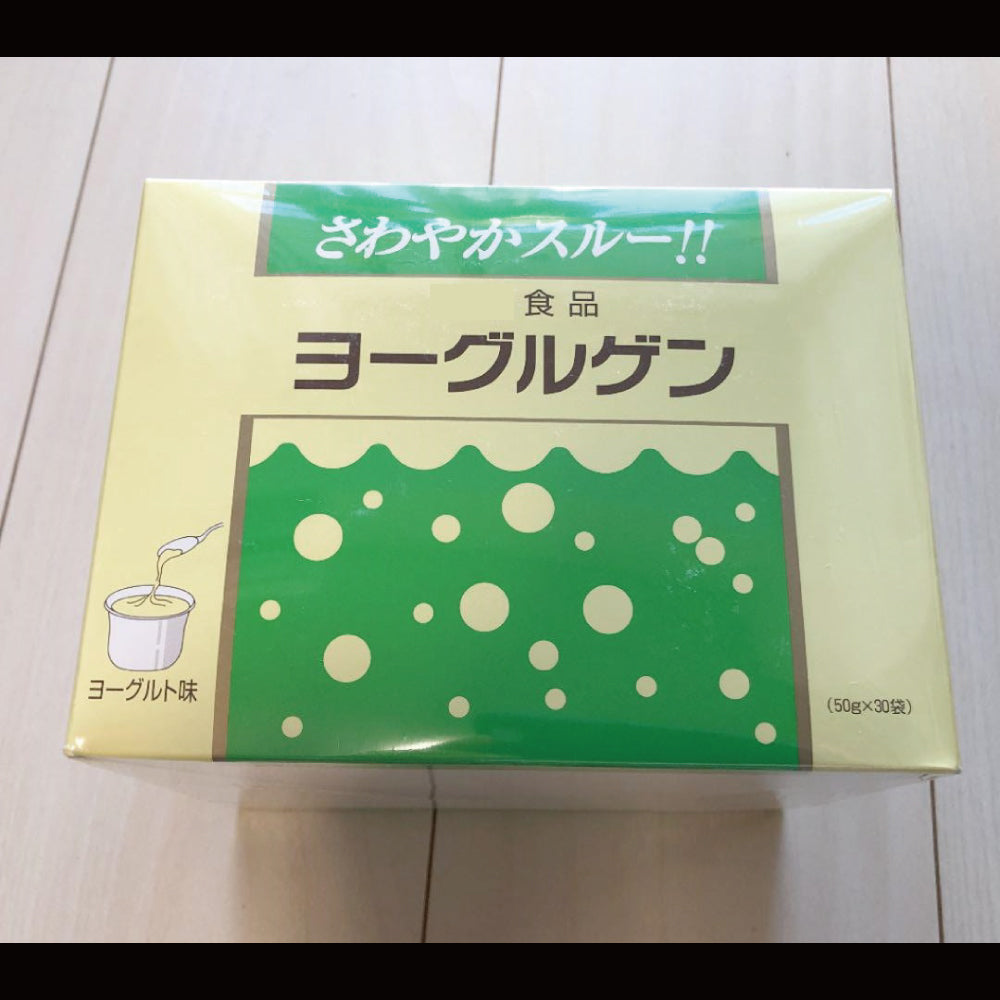 さわやかスルー!!
食品
ヨーグルゲン
ヨーグルト味
(50g×30袋)